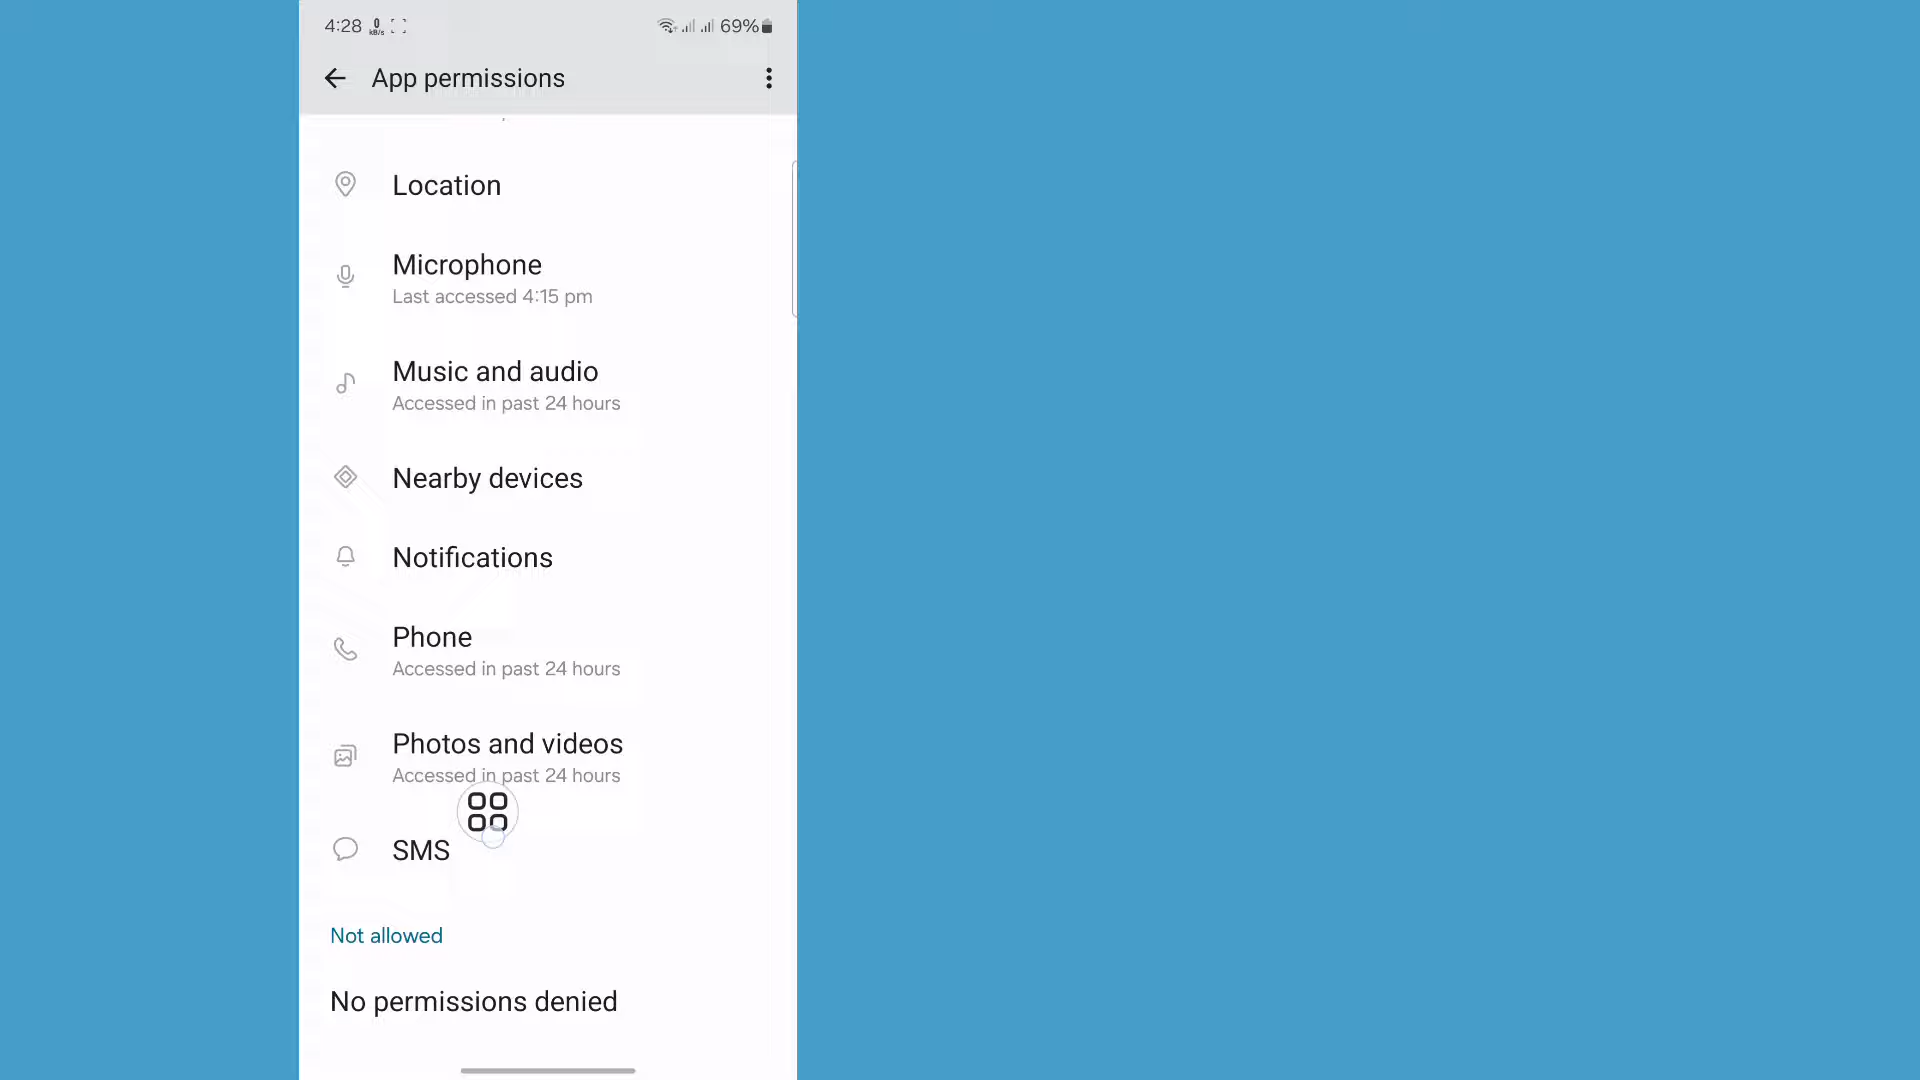 4:28 0 kB/s 69%
App permissions
Location
Microphone
Last accessed 4:15 pm
Music and audio
Accessed in past 24 hours
Nearby devices
Notifications
Phone
Accessed in past 24 hours
Photos and videos
Accessed in past 24 hours
SMS
Not allowed
No permissions denied